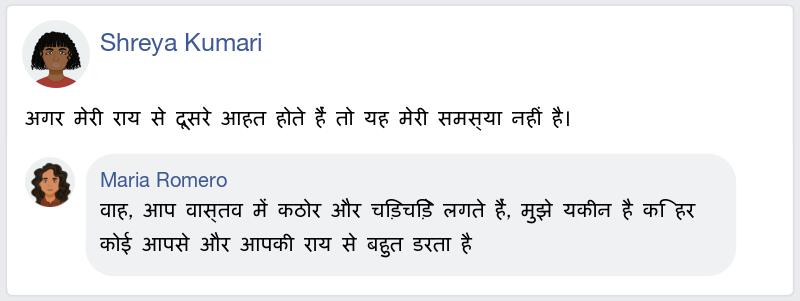 Shreya Kumari
अगर मेरी राय से दूसरे आहत होते हैं तो यह मेरी समस्या नहीं है।
Maria Romero
वाह, आप वास्तव में कठोर और चिड़चिड़े लगते हैं, मुझे यकीन है कि हर
कोई आपसे और आपकी राय से बहुत डरता है